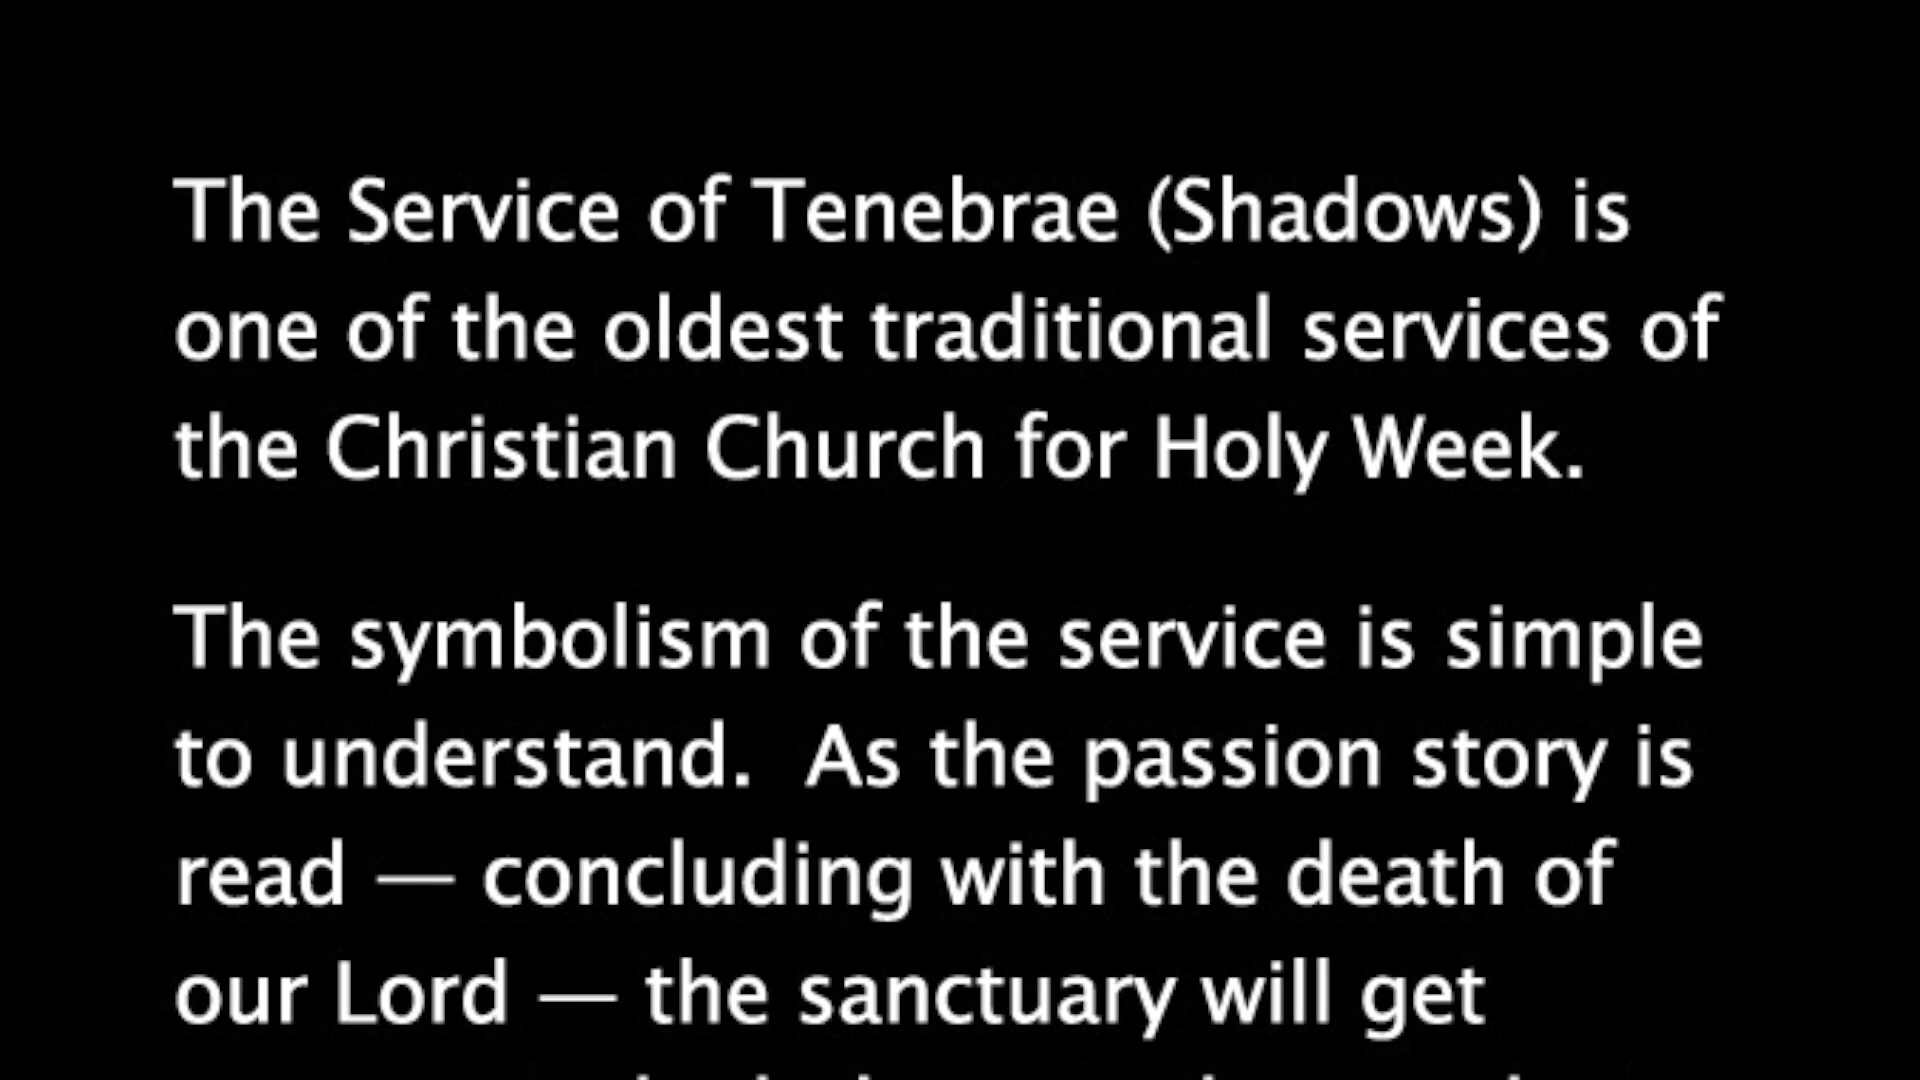 The Service of Tenebrae (Shadows) is
one of the oldest traditional services of
the Christian Church for Holy Week.
The symbolism of the service is simple
to understand.  As the passion story is
read — concluding with the death of
our Lord — the sanctuary will get